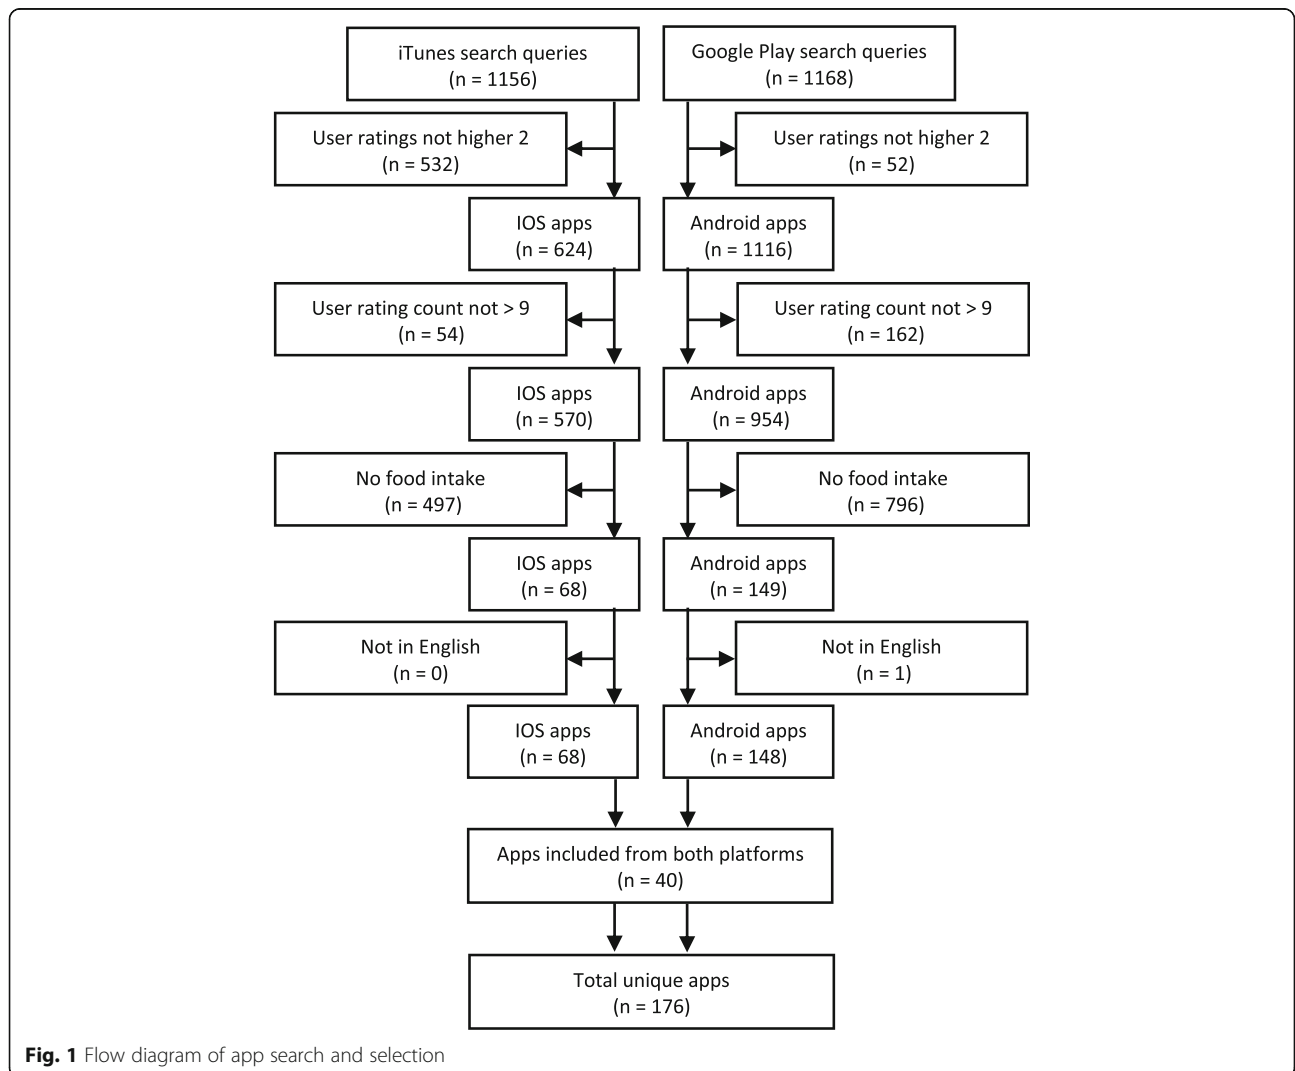 iTunes search queries
(n = 1156)
Google Play search queries
(n = 1168)
User ratings not higher 2
(n = 532)
User ratings not higher 2
(n = 52)
IOS apps
(n = 624)
Android apps
(n = 1116)
User rating count not > 9
(n = 54)
User rating count not > 9
(n = 162)
IOS apps
(n = 570)
Android apps
(n = 954)
No food intake
(n = 497)
No food intake
(n = 796)
IOS apps
(n = 68)
Android apps
(n = 149)
Not in English
(n = 0)
Not in English
(n = 1)
IOS apps
(n = 68)
Android apps
(n = 148)
Apps included from both platforms
(n = 40)
Total unique apps
(n = 176)
Fig. 1 Flow diagram of app search and selection